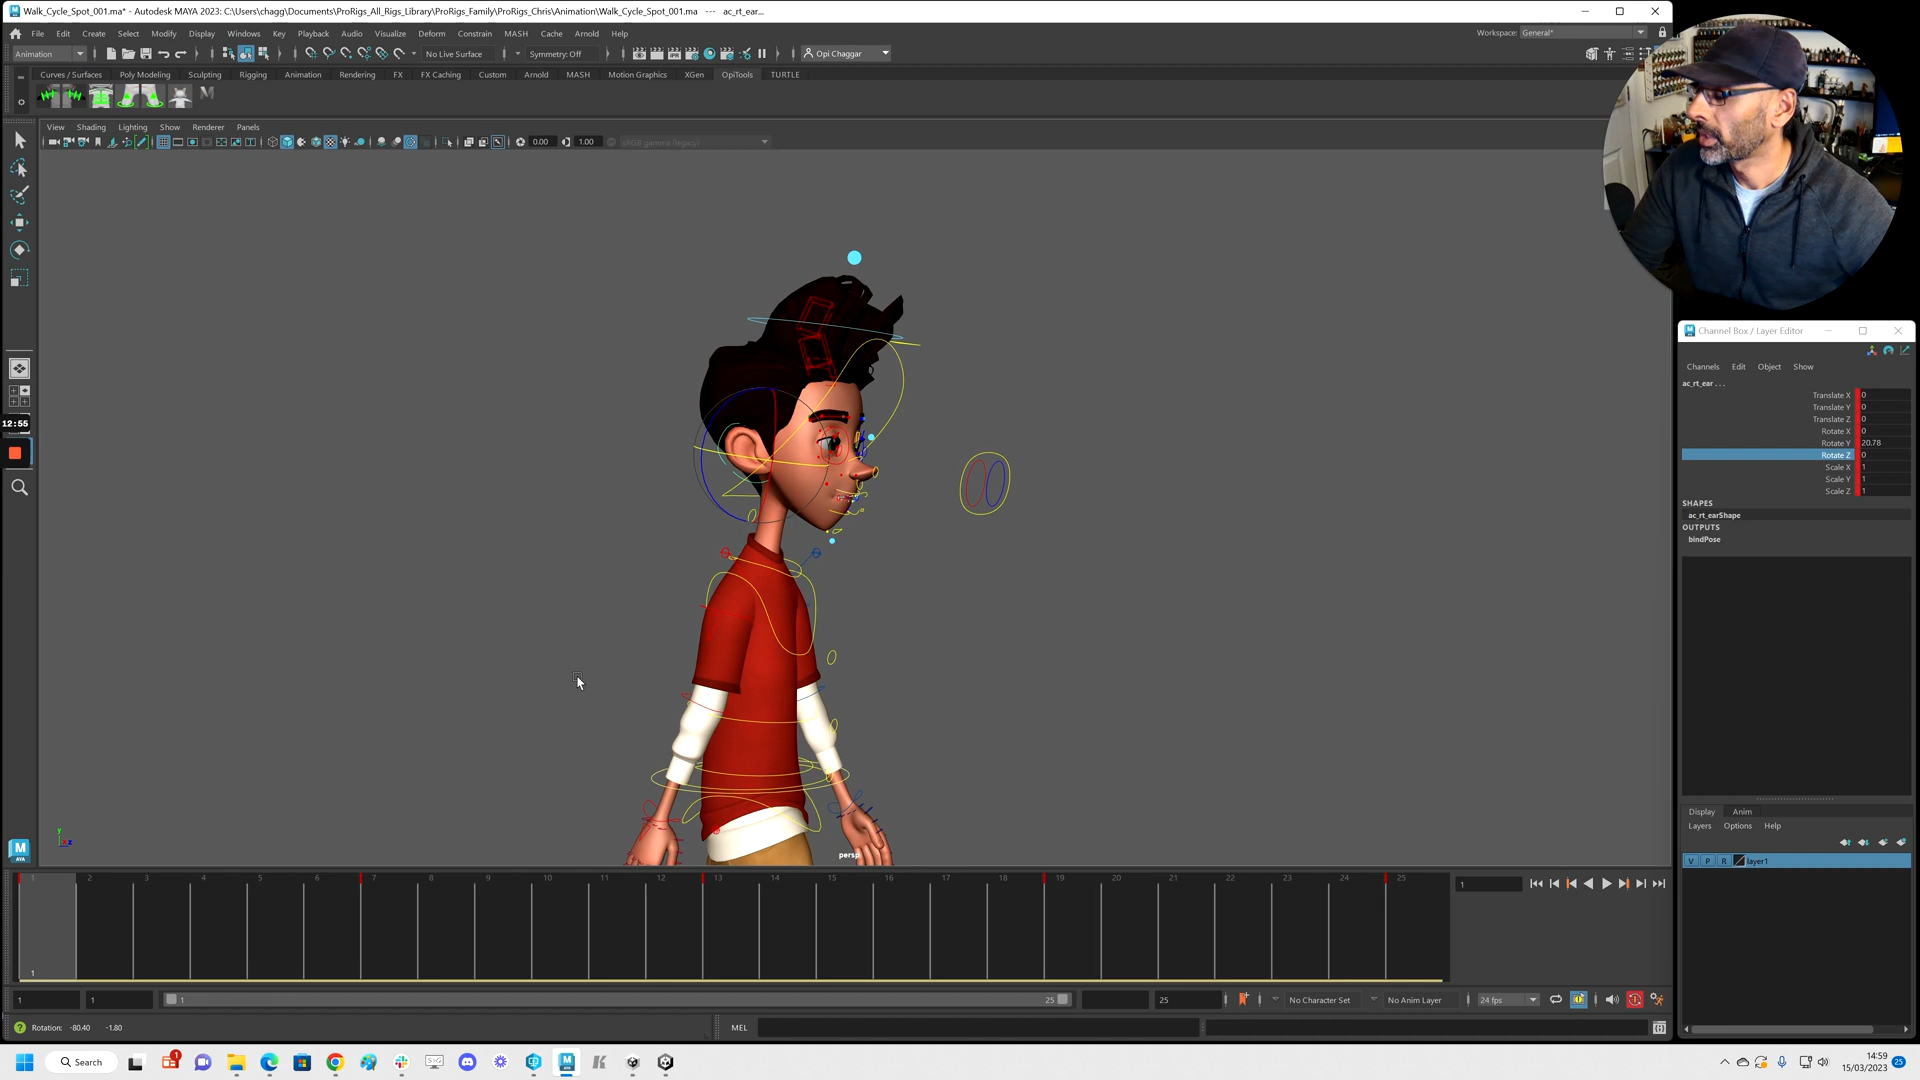 Walk_Cycle_Spot_001.ma* - Autodesk MAYA 2023: C:\Users\chagg\Documents\ProRigs_All_Rigs_Library\ProRigs_Family\ProRigs_Chris\Animation\Walk_Cycle_Spot_001.ma --- ac_rt_ear...
File Edit Create Select Modify Display Windows Key Playback Audio Visualize Deform Constrain MASH Cache Arnold Help
Workspace: General*
Animation
No Live Surface
Symmetry: Off
Opi Chaggar
Curves / Surfaces Poly Modeling Sculpting Rigging Animation Rendering FX FX Caching Custom Arnold MASH Motion Graphics XGen OpiTools TURTLE
View Shading Lighting Show Renderer Panels
0.00
1.00
sRGB gamma (legacy)
12:55
Channel Box / Layer Editor
Channels Edit Object Show
ac_rt_ear . . .
Translate X 0
Translate Y 0
Translate Z 0
Rotate X 0
Rotate Y 20.78
Rotate Z 0
Scale X 1
Scale Y 1
Scale Z 1
SHAPES
ac_rt_earShape
OUTPUTS
bindPose
Display Anim
Layers Options Help
V P R layer1
persp
1 2 3 4 5 6 7 8 9 10 11 12 13 14 15 16 17 18 19 20 21 22 23 24 25
1
1
1 1 1 25 25
No Character Set
No Anim Layer
24 fps
Rotation: -80.40 -1.80
MEL
Search
1
14:59
15/03/2023
25